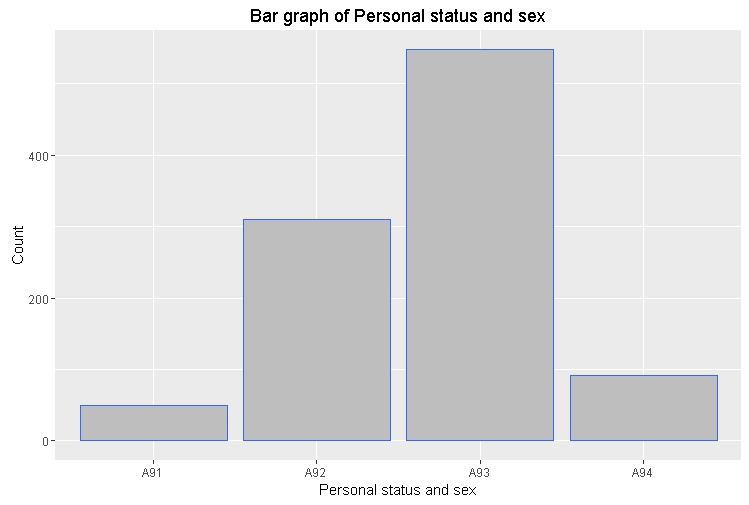 Bar graph of Personal status and sex
Count
400
200
0
A91 A92 A93 A94
Personal status and sex